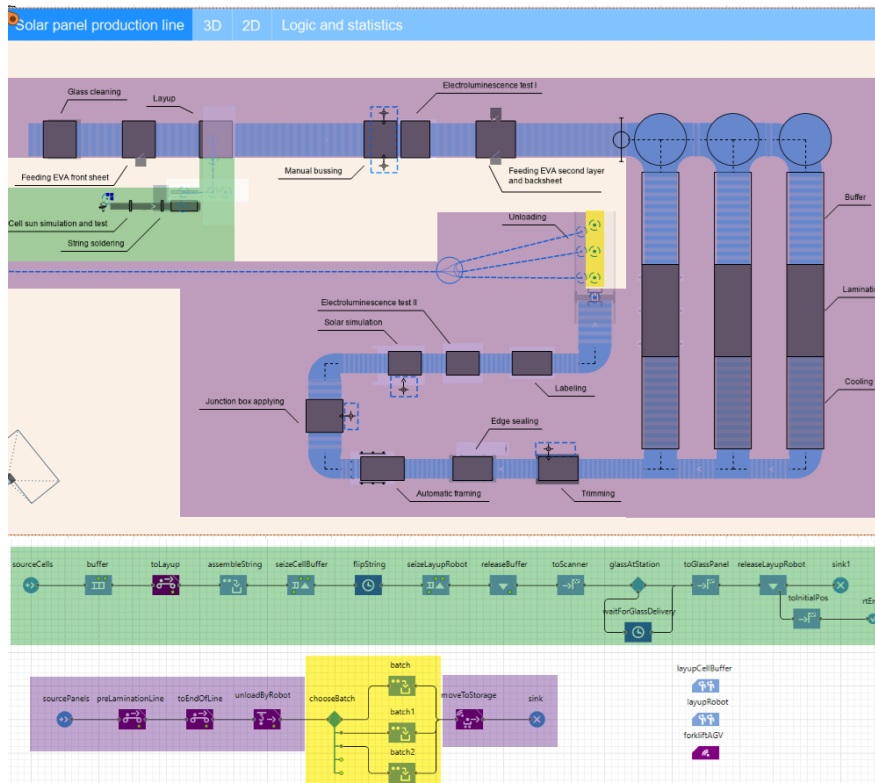 Solar panel production line
3D
2D
Logic and statistics
Electroluminescence test I
Glass cleaning
Layup
Feeding EVA front sheet
Manual bussing
Feeding EVA second layer
and backsheet
Buffer
Unloading
Cell sun simulation and test
String soldering
Laminati
Electroluminescence test II
Solar simulation
Labeling
Cooling
Junction box applying
Edge sealing
Automatic framing
Trimming
sourceCells
buffer
toLayup
assembleString
seizeCellBuffer
flipString
seizeLayupRobot
releaseBuffer
toScanner
glassAtStation
toGlassPanel
releaseLayupRobot
sink1
toInitialPos
rtEn
waitForGlassDelivery
batch
layupCellBuffer
sourcePanels
preLaminationLine
toEndOfLine
unloadByRobot
chooseBatch
moveToStorage
sink
layupRobot
batch1
forkliftAGV
batch2